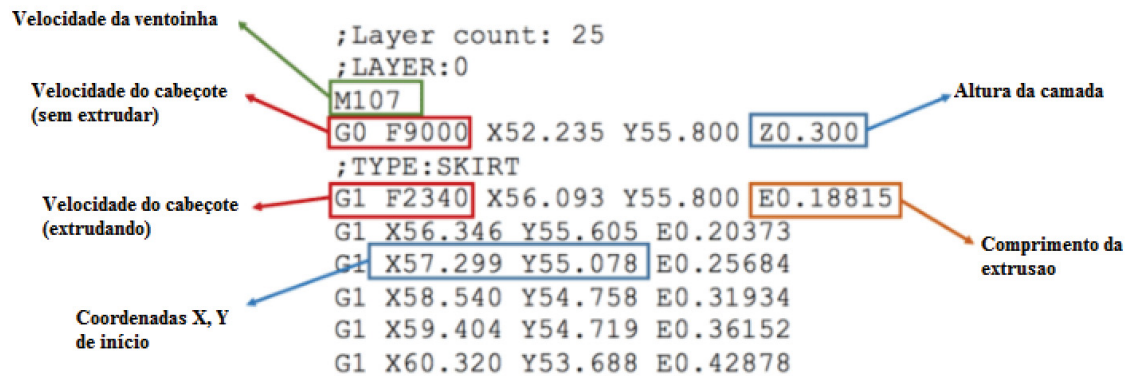 Velocidade da ventoinha
;Layer count: 25
;LAYER:0
Velocidade do cabeçote
(sem extrudar)
M107
Altura da camada
G0 F9000 X52.235 Y55.800 Z0.300
;TYPE:SKIRT
Velocidade do cabeçote
(extrudando)
G1 F2340 X56.093 Y55.800 E0.18815
G1 X56.346 Y55.605 E0.20373
Comprimento da
extrusao
G1 X57.299 Y55.078 E0.25684
G1 X58.540 Y54.758 E0.31934
Coordenadas X, Y
de início
G1 X59.404 Y54.719 E0.36152
G1 X60.320 Y53.688 E0.42878